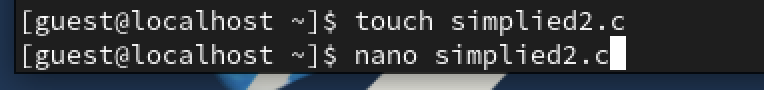 [guest@localhost ~]$ touch simplied2.c
[guest@localhost ~]$ nano simplied2.c